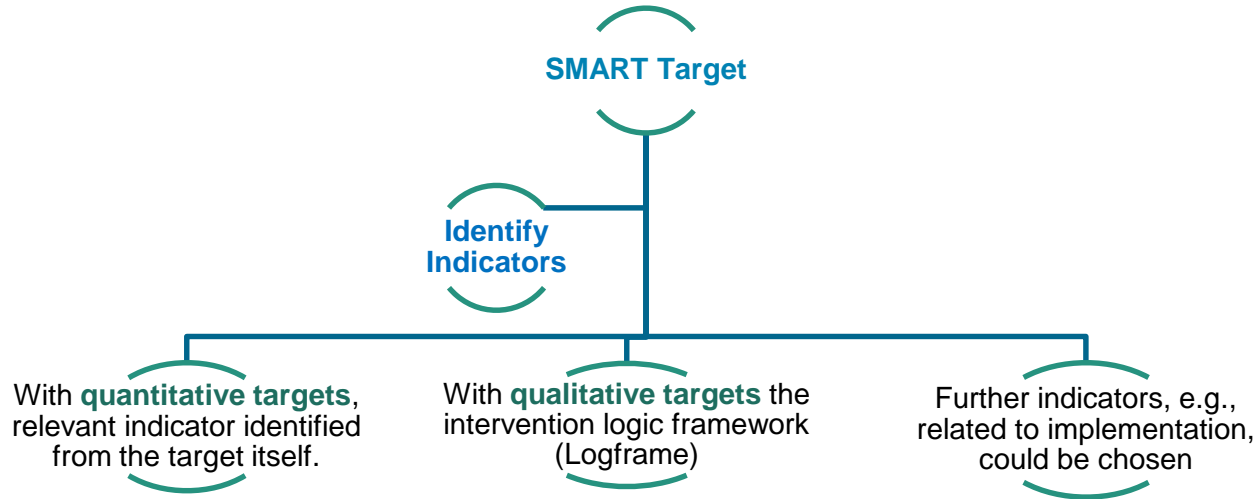 SMART Target
Identify
Indicators
With quantitative targets,
relevant indicator identified
from the target itself.
With qualitative targets the
intervention logic framework
(Logframe)
Further indicators, e.g.,
related to implementation,
could be chosen